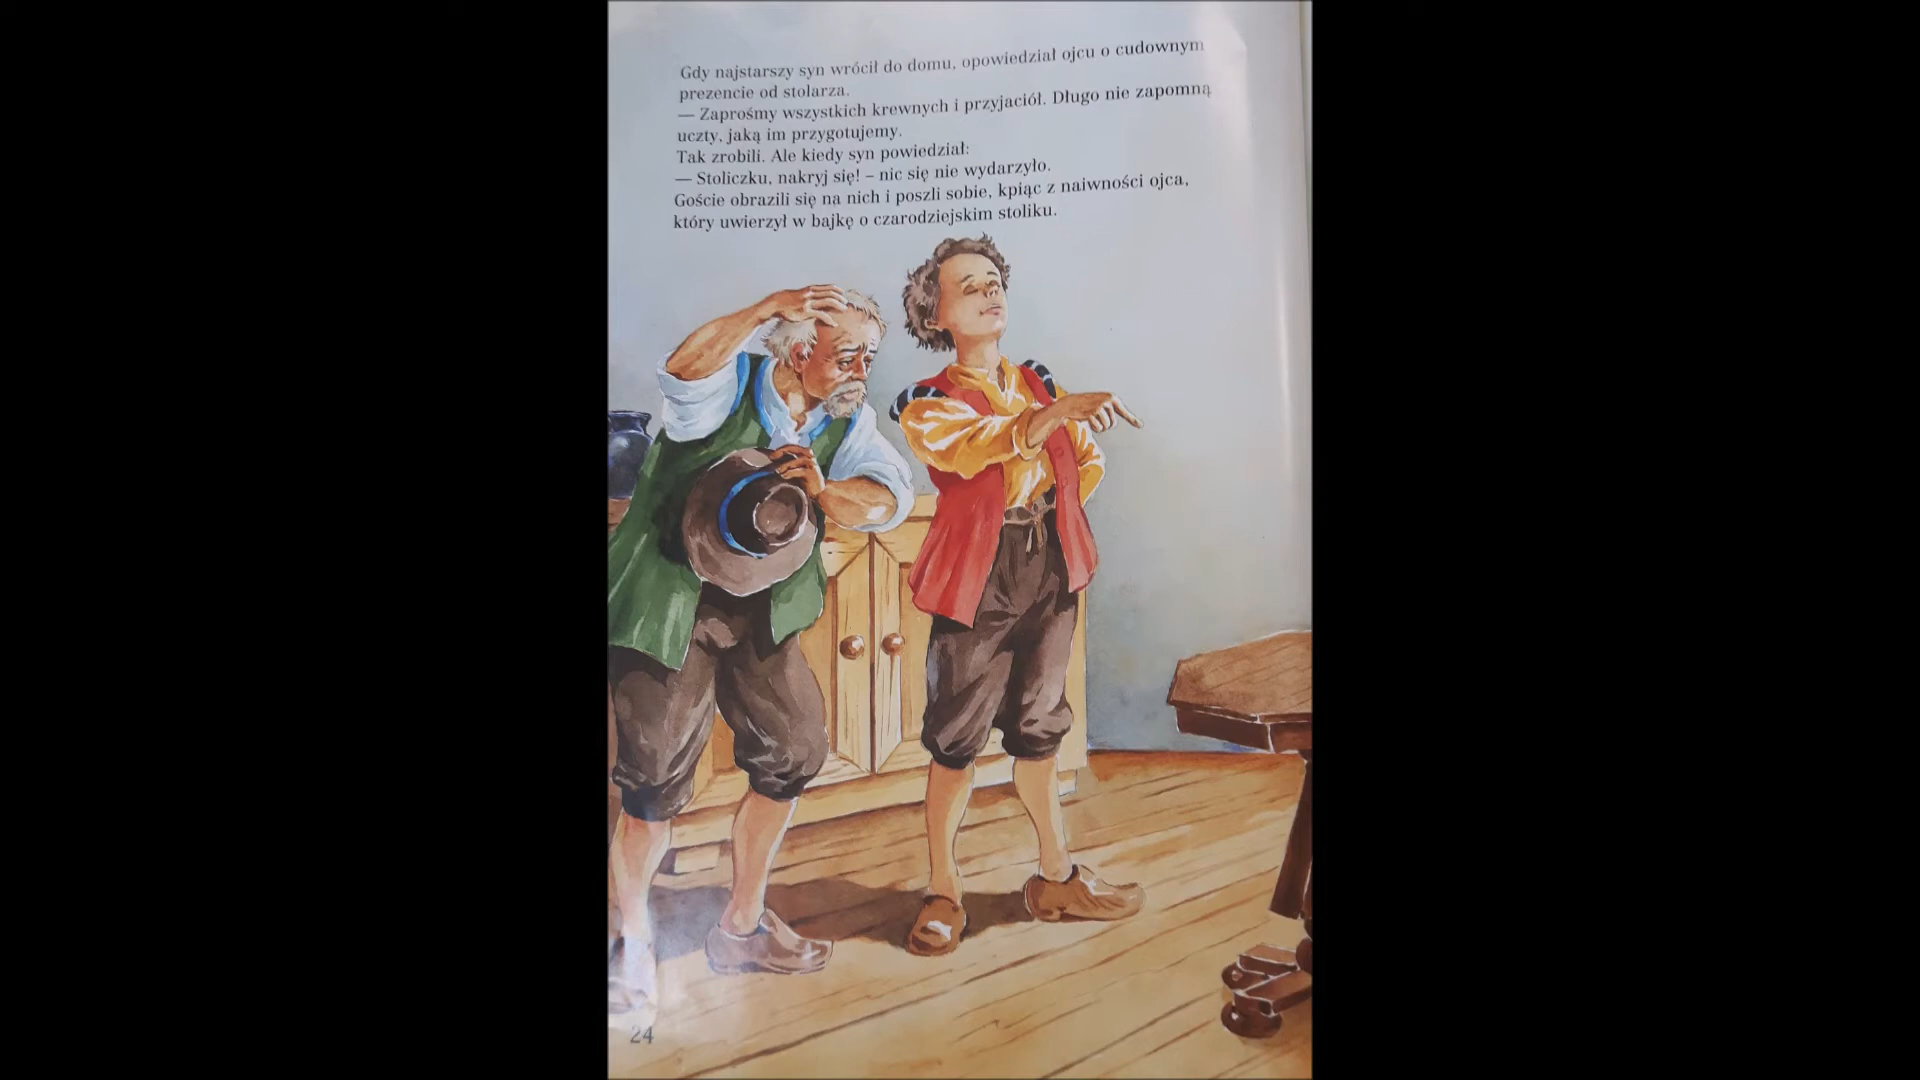 Gdy najstarszy syn wrócił do domu, opowiedział ojcu o cudownym
prezencie od stolarza.
— Zaprośmy wszystkich krewnych i przyjaciół. Długo nie zapomną
uczty, jaką im przygotujemy.
Tak zrobili. Ale kiedy syn powiedział:
— Stoliczku, nakryj się! – nic się nie wydarzyło.
Goście obrazili się na nich i poszli sobie, kpiąc z naiwności ojca,
który uwierzył w bajkę o czarodziejskim stoliku.
24